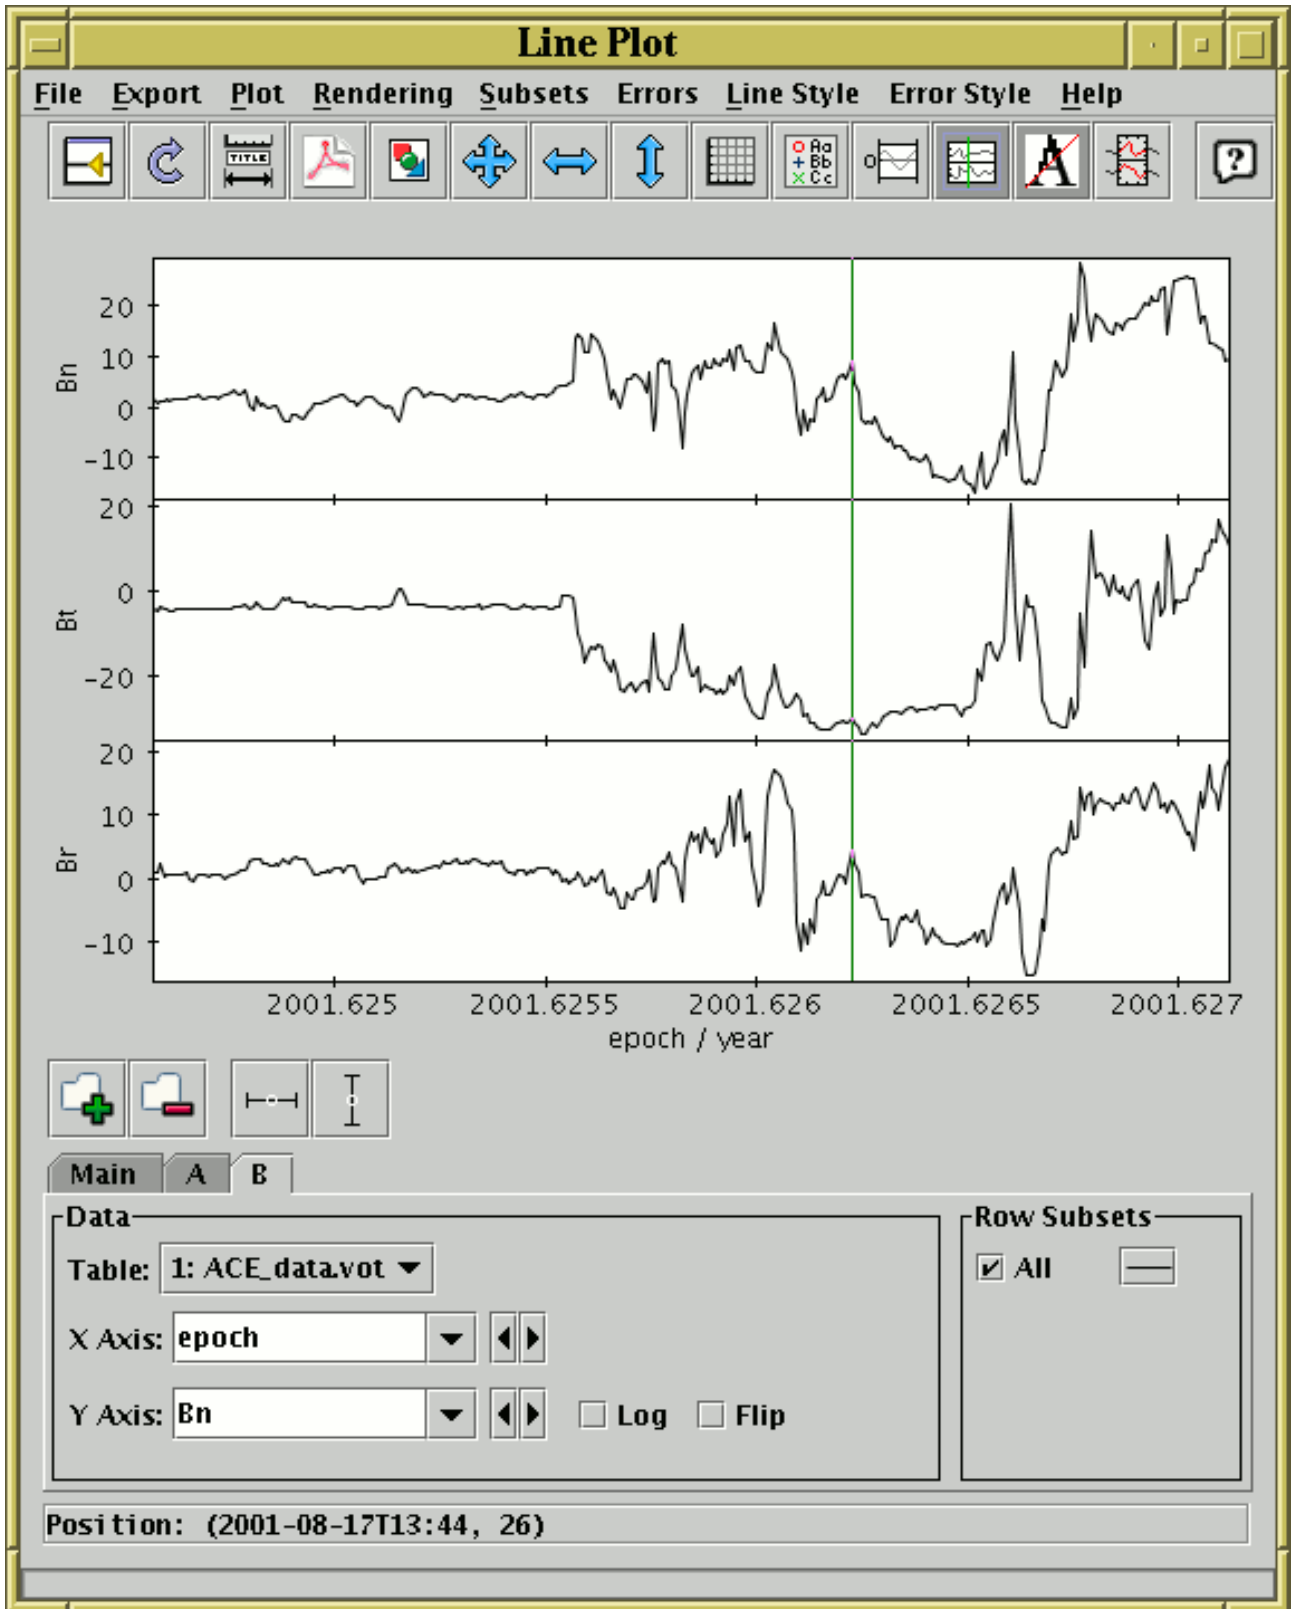 Line Plot
File Export Plot Rendering Subsets Errors Line Style Error Style Help
TITLE A Aa Bb Cc A ?
20
10
0
-10
Bn
20
0
-20
Bt
20
10
0
-10
Br
2001.625 2001.6255 2001.626 2001.6265 2001.627
epoch / year
Main A B
Data Row Subsets
Table: 1: ACE_data.vot All
X Axis: epoch
Y Axis: Bn Log Flip
Position: (2001-08-17T13:44, 26)